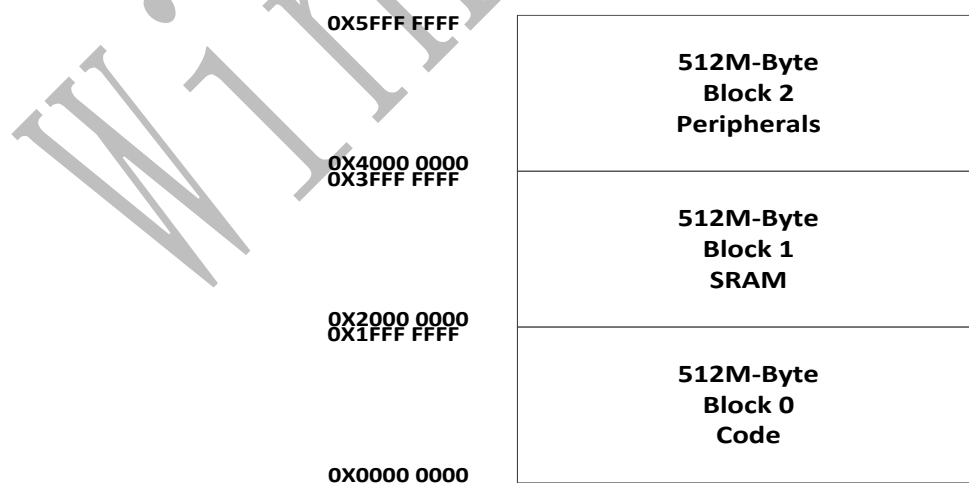 0X5FFF FFFF
512M-Byte
Block 2
Peripherals
0X4000 0000
0X3FFF FFFF
512M-Byte
Block 1
SRAM
0X2000 0000
0X1FFF FFFF
512M-Byte
Block 0
Code
0X0000 0000